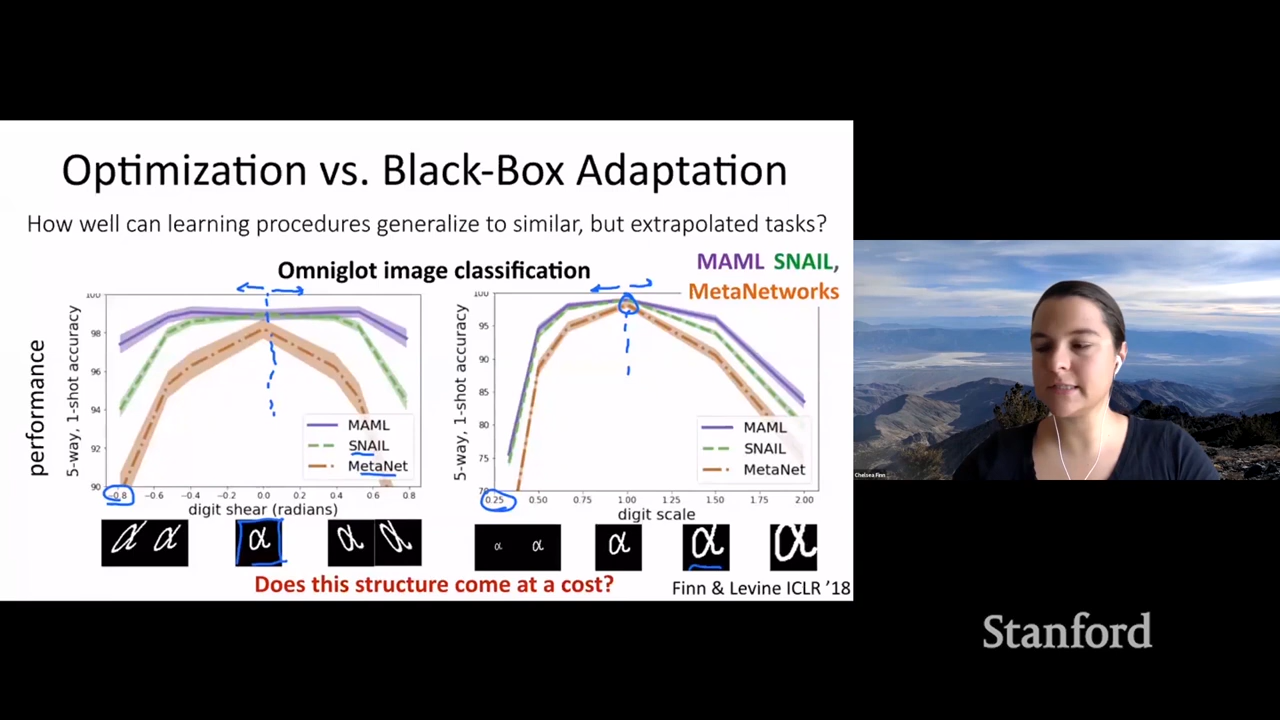 Optimization vs. Black-Box Adaptation
How well can learning procedures generalize to similar, but extrapolated tasks?
Omniglot image classification
MAML SNAIL,
MetaNetworks
performance
5-way, 1-shot accuracy
100
98
96
94
92
90
MAML
SNAIL
MetaNet
−0.8 −0.6 −0.4 −0.2 0.0 0.2 0.4 0.6 0.8
digit shear (radians)
5-way, 1-shot accuracy
100
95
90
85
80
75
70
MAML
SNAIL
MetaNet
0.25 0.50 0.75 1.00 1.25 1.50 1.75 2.00
digit scale
α α α α α
α α α α α
Does this structure come at a cost?
Finn & Levine ICLR '18
Chelsea Finn
Stanford